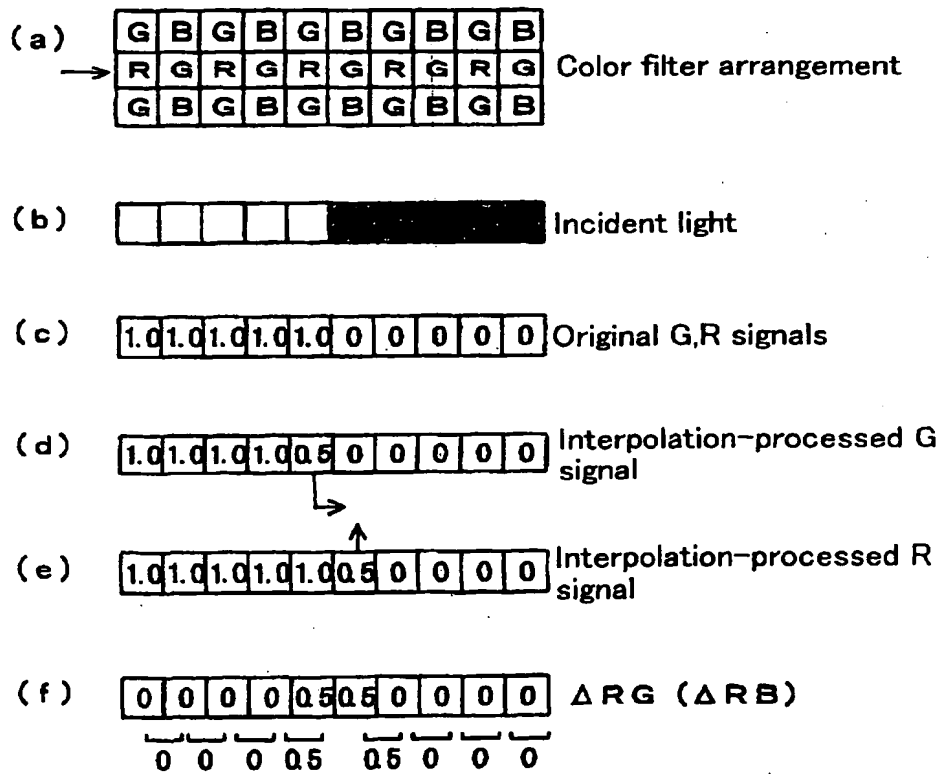 (a)
G B G B G B G B G B
R G R G R G R G R G
G B G B G B G B G B
Color filter arrangement
(b)
Incident light
(c)
1.0 1.0 1.0 1.0 1.0 0 0 0 0 0
Original G,R signals
(d)
1.0 1.0 1.0 1.0 0.5 0 0 0 0 0
Interpolation-processed G
signal
(e)
1.0 1.0 1.0 1.0 1.0 0.5 0 0 0 0
Interpolation-processed R
signal
(f)
0 0 0 0 0.5 0.5 0 0 0 0
ΔRG (ΔRB)
0 0 0 0.5 0.5 0 0 0